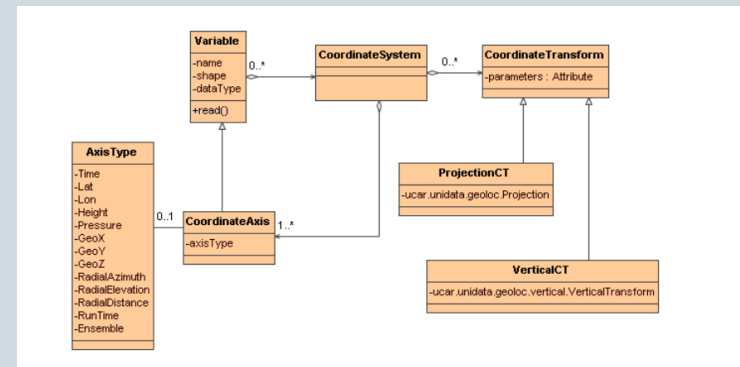 Variable
-name
-shape
-dataType
+read()
0..*
CoordinateSystem
0..*
CoordinateTransform
-parameters : Attribute
AxisType
-Time
-Lat
-Lon
-Height
-Pressure
-GeoX
-GeoY
-GeoZ
-RadialAzimuth
-RadialElevation
-RadialDistance
-RunTime
-Ensemble
0..1
CoordinateAxis
-axisType
1..*
ProjectionCT
-ucar.unidata.geoloc.Projection
VerticalCT
-ucar.unidata.geoloc.vertical.VerticalTransform